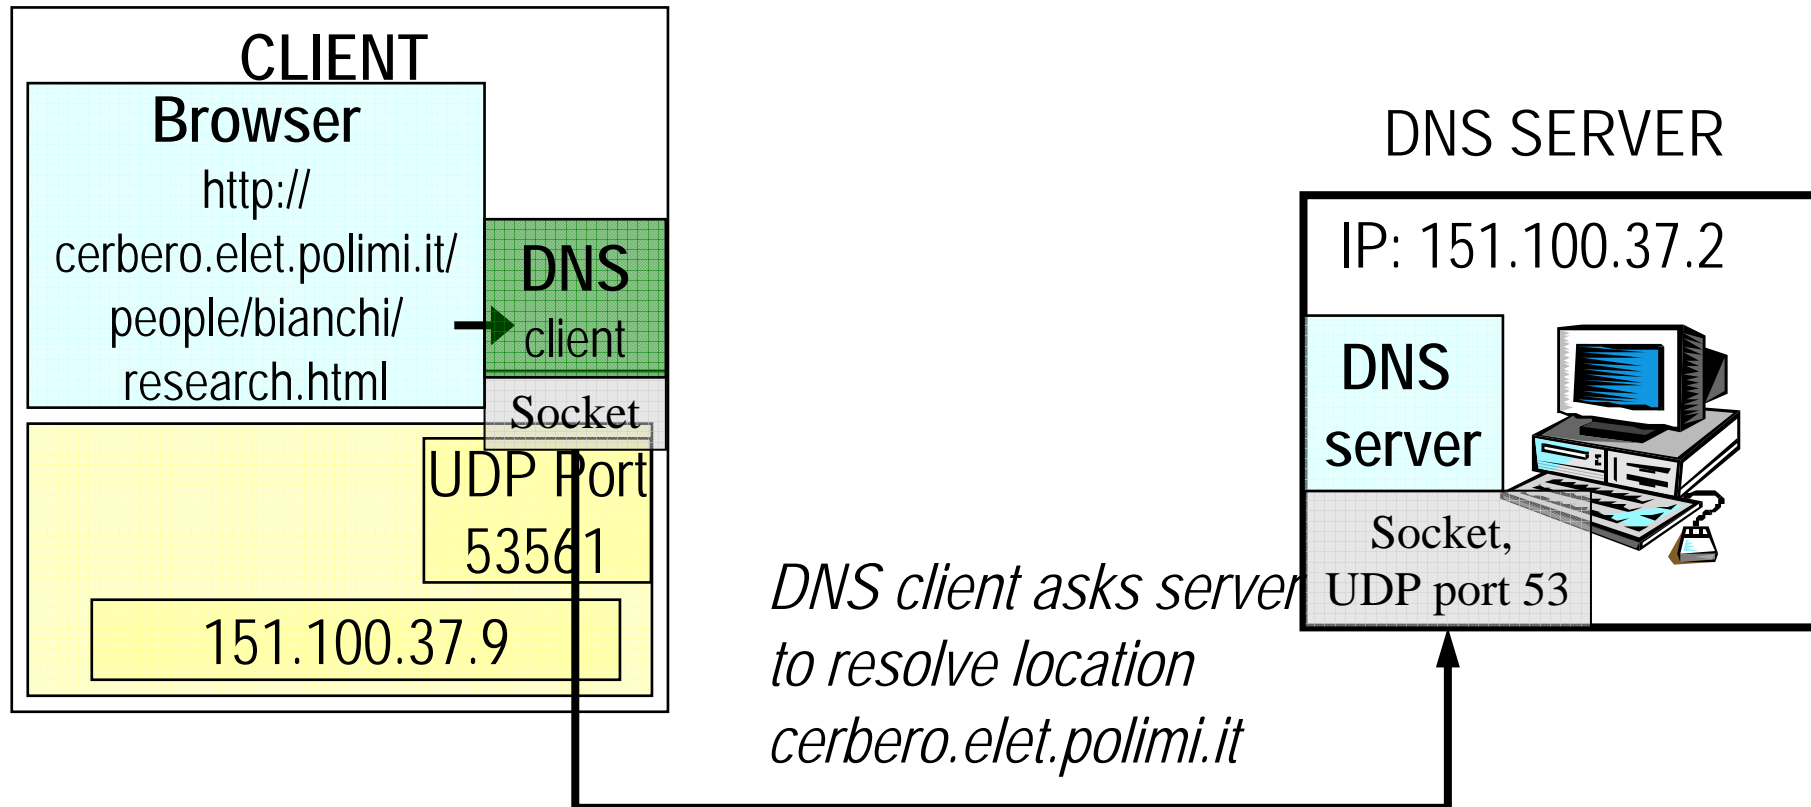 CLIENT
Browser
http://
cerbero.elet.polimi.it/
people/bianchi/
research.html
DNS
client
Socket
UDP Port
53561
151.100.37.9
DNS client asks server
to resolve location
cerbero.elet.polimi.it
DNS SERVER
IP: 151.100.37.2
DNS
server
Socket,
UDP port 53